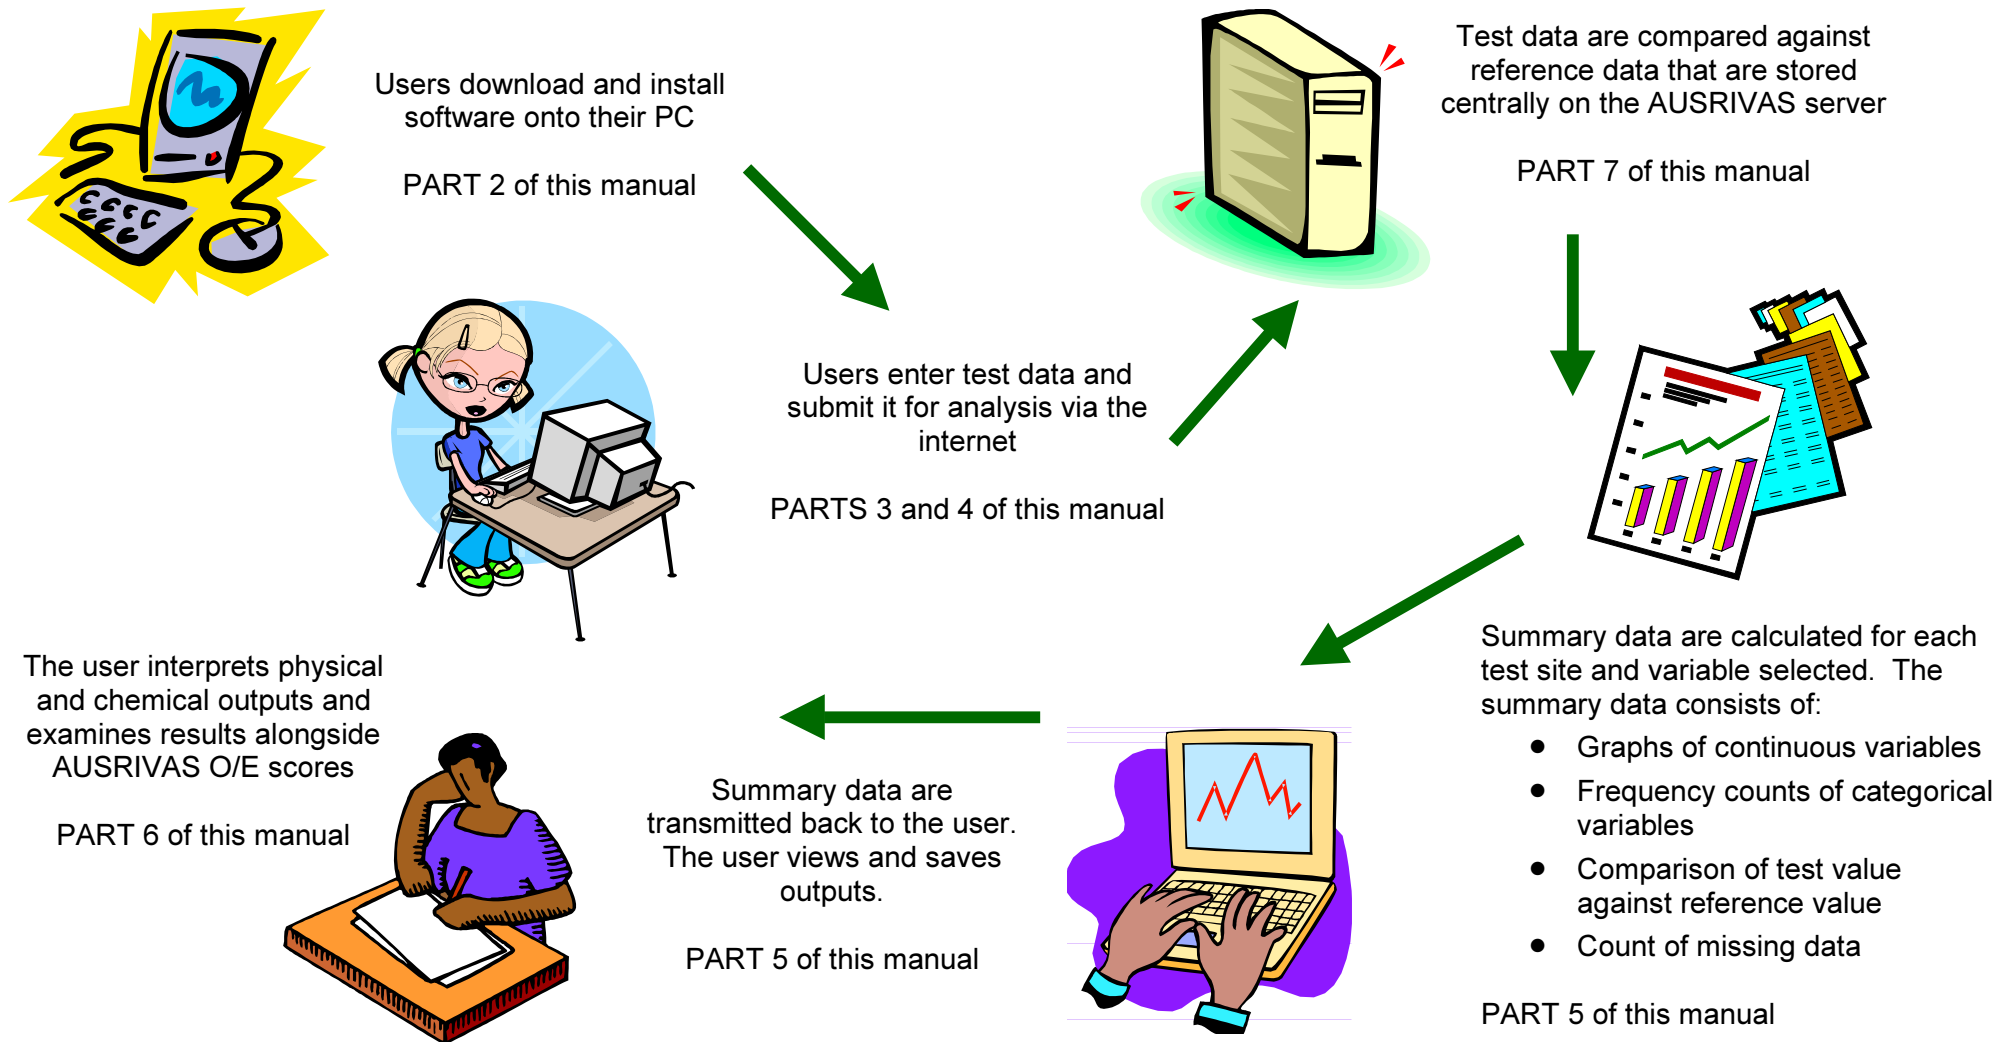 Users download and install
software onto their PC
PART 2 of this manual
Users enter test data and
submit it for analysis via the
internet
PARTS 3 and 4 of this manual
Test data are compared against
reference data that are stored
centrally on the AUSRIVAS server
PART 7 of this manual
Summary data are calculated for each
test site and variable selected.  The
summary data consists of:
● Graphs of continuous variables
● Frequency counts of categorical
variables
● Comparison of test value
against reference value
● Count of missing data
PART 5 of this manual
Summary data are
transmitted back to the user.
The user views and saves
outputs.
PART 5 of this manual
The user interprets physical
and chemical outputs and
examines results alongside
AUSRIVAS O/E scores
PART 6 of this manual